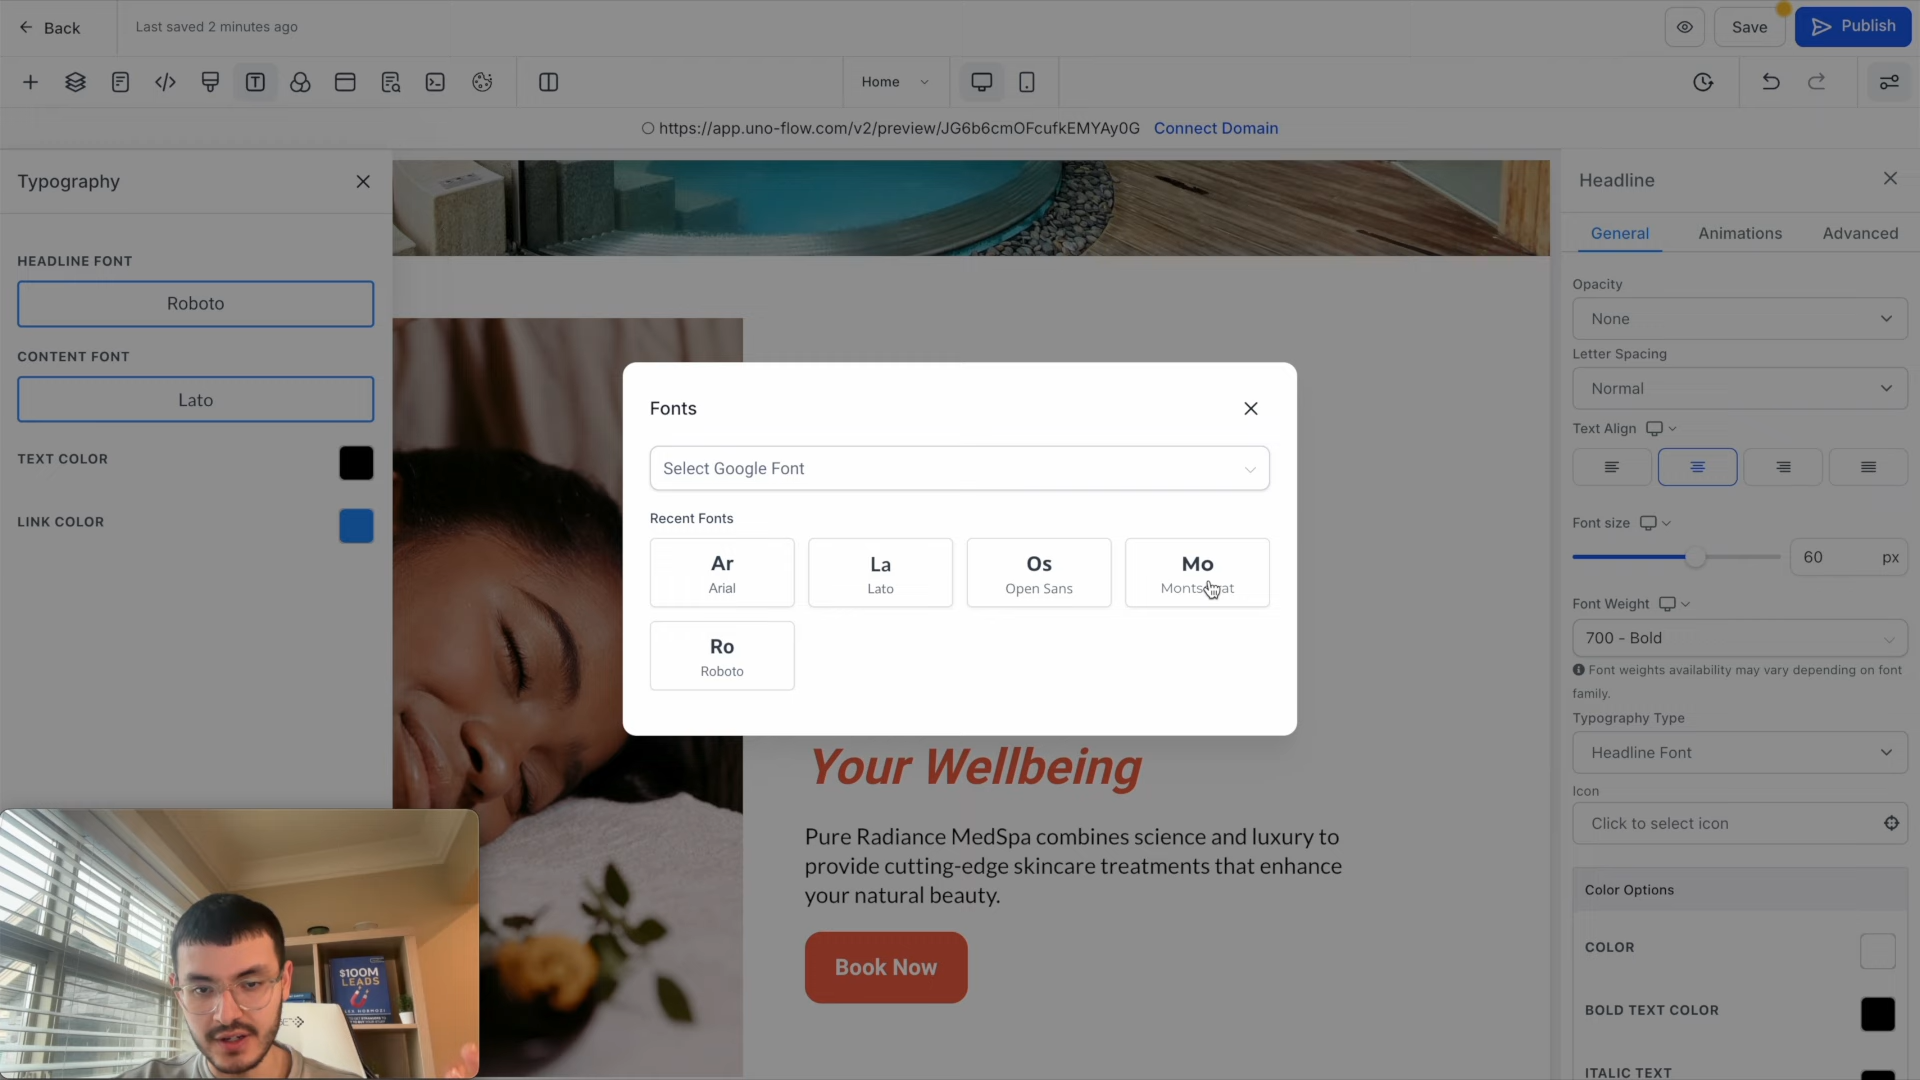 Back
Last saved 2 minutes ago
Save
Publish
Home
https://app.uno-flow.com/v2/preview/JG6b6cmOFcufkEMYAy0G Connect Domain
Typography
HEADLINE FONT
Roboto
CONTENT FONT
Lato
TEXT COLOR
LINK COLOR
Fonts
Select Google Font
Recent Fonts
Ar
Arial
La
Lato
Os
Open Sans
Mo
Montserrat
Ro
Roboto
Your Wellbeing
Pure Radiance MedSpa combines science and luxury to
provide cutting-edge skincare treatments that enhance
your natural beauty.
Book Now
Headline
General
Animations
Advanced
Opacity
None
Letter Spacing
Normal
Text Align
Font size
60 px
Font Weight
700 - Bold
Font weights availability may vary depending on font
family.
Typography Type
Headline Font
Icon
Click to select icon
Color Options
COLOR
BOLD TEXT COLOR
ITALIC TEXT
$100M
LEADS